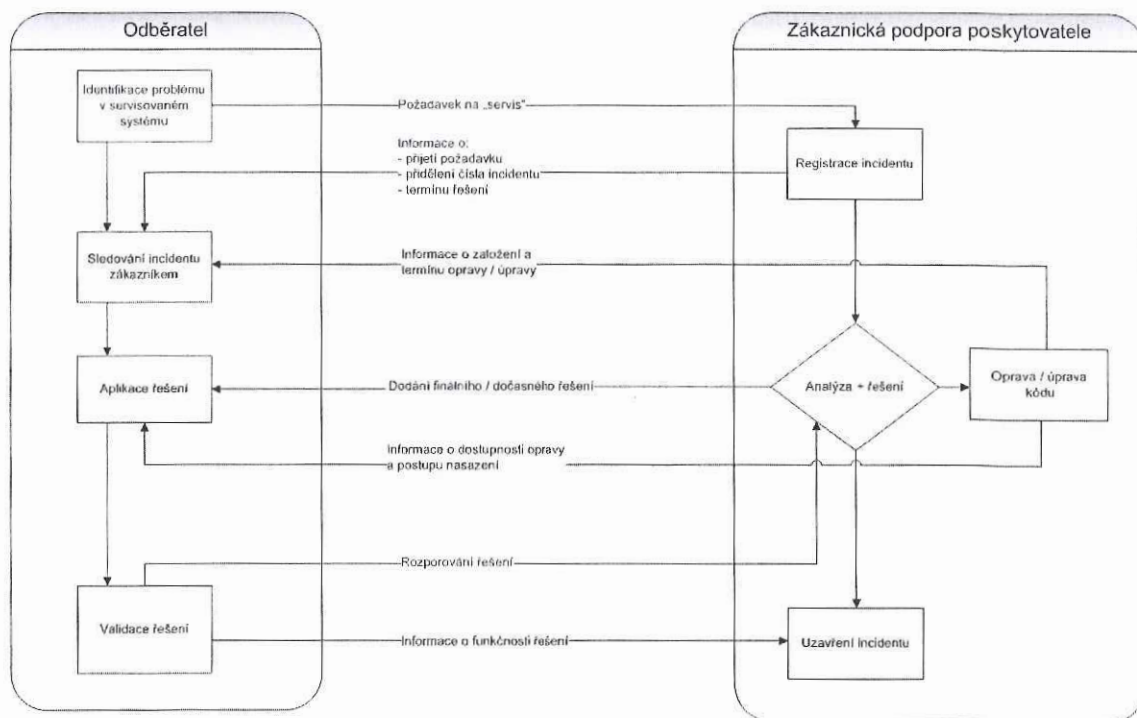 Odběratel
Zákaznická podpora poskytovatele
Identifikace problému
v servisovaném
systému
Požadavek na „servis"
Informace o:
- přijetí požadavku
- přidělení čísla incidentu
- termínu řešení
Registrace incidentu
Sledování incidentu
zákazníkem
Informace o založení a
termínu opravy / úpravy
Aplikace řešení
Dodání finálního / dočasného řešení
Analýza + řešení
Oprava / úprava
kódu
Informace o dostupnosti opravy
a postupu nasazení
Rozporování řešení
Validace řešení
Informace o funkčnosti řešení
Uzavření incidentu